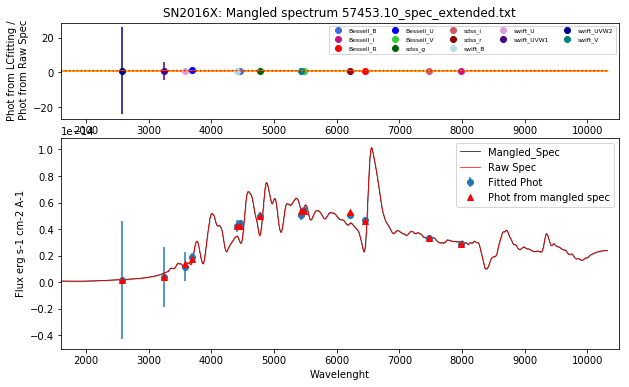 SN2016X: Mangled spectrum 57453.10_spec_extended.txt
Phot from LCfitting /
Phot from Raw Spec
20
0
−20
Bessell_B
Bessell_I
Bessell_R
Bessell_U
Bessell_V
sdss_g
sdss_i
sdss_r
swift_B
swift_U
swift_UVW1
swift_UVW2
swift_V
2000 3000 4000 5000 6000 7000 8000 9000 10000
1e−14
Flux erg s-1 cm-2 A-1
1.0
0.8
0.6
0.4
0.2
0.0
−0.2
−0.4
Mangled_Spec
Raw Spec
Fitted Phot
Phot from mangled spec
2000 3000 4000 5000 6000 7000 8000 9000 10000
Wavelenght